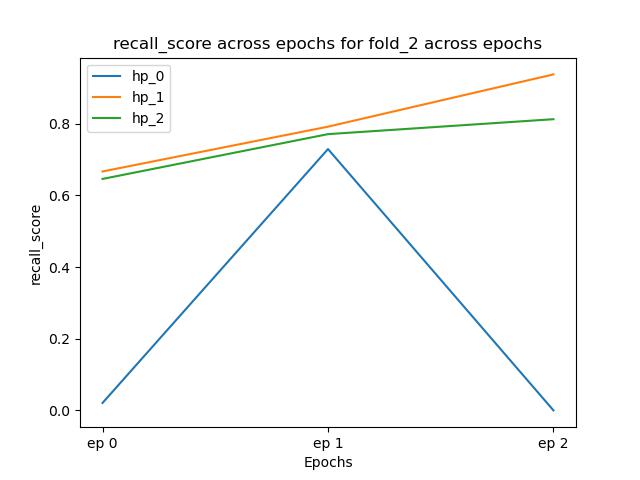 recall_score across epochs for fold_2 across epochs
hp_0
hp_1
hp_2
recall_score
0.8
0.6
0.4
0.2
0.0
ep 0
ep 1
ep 2
Epochs